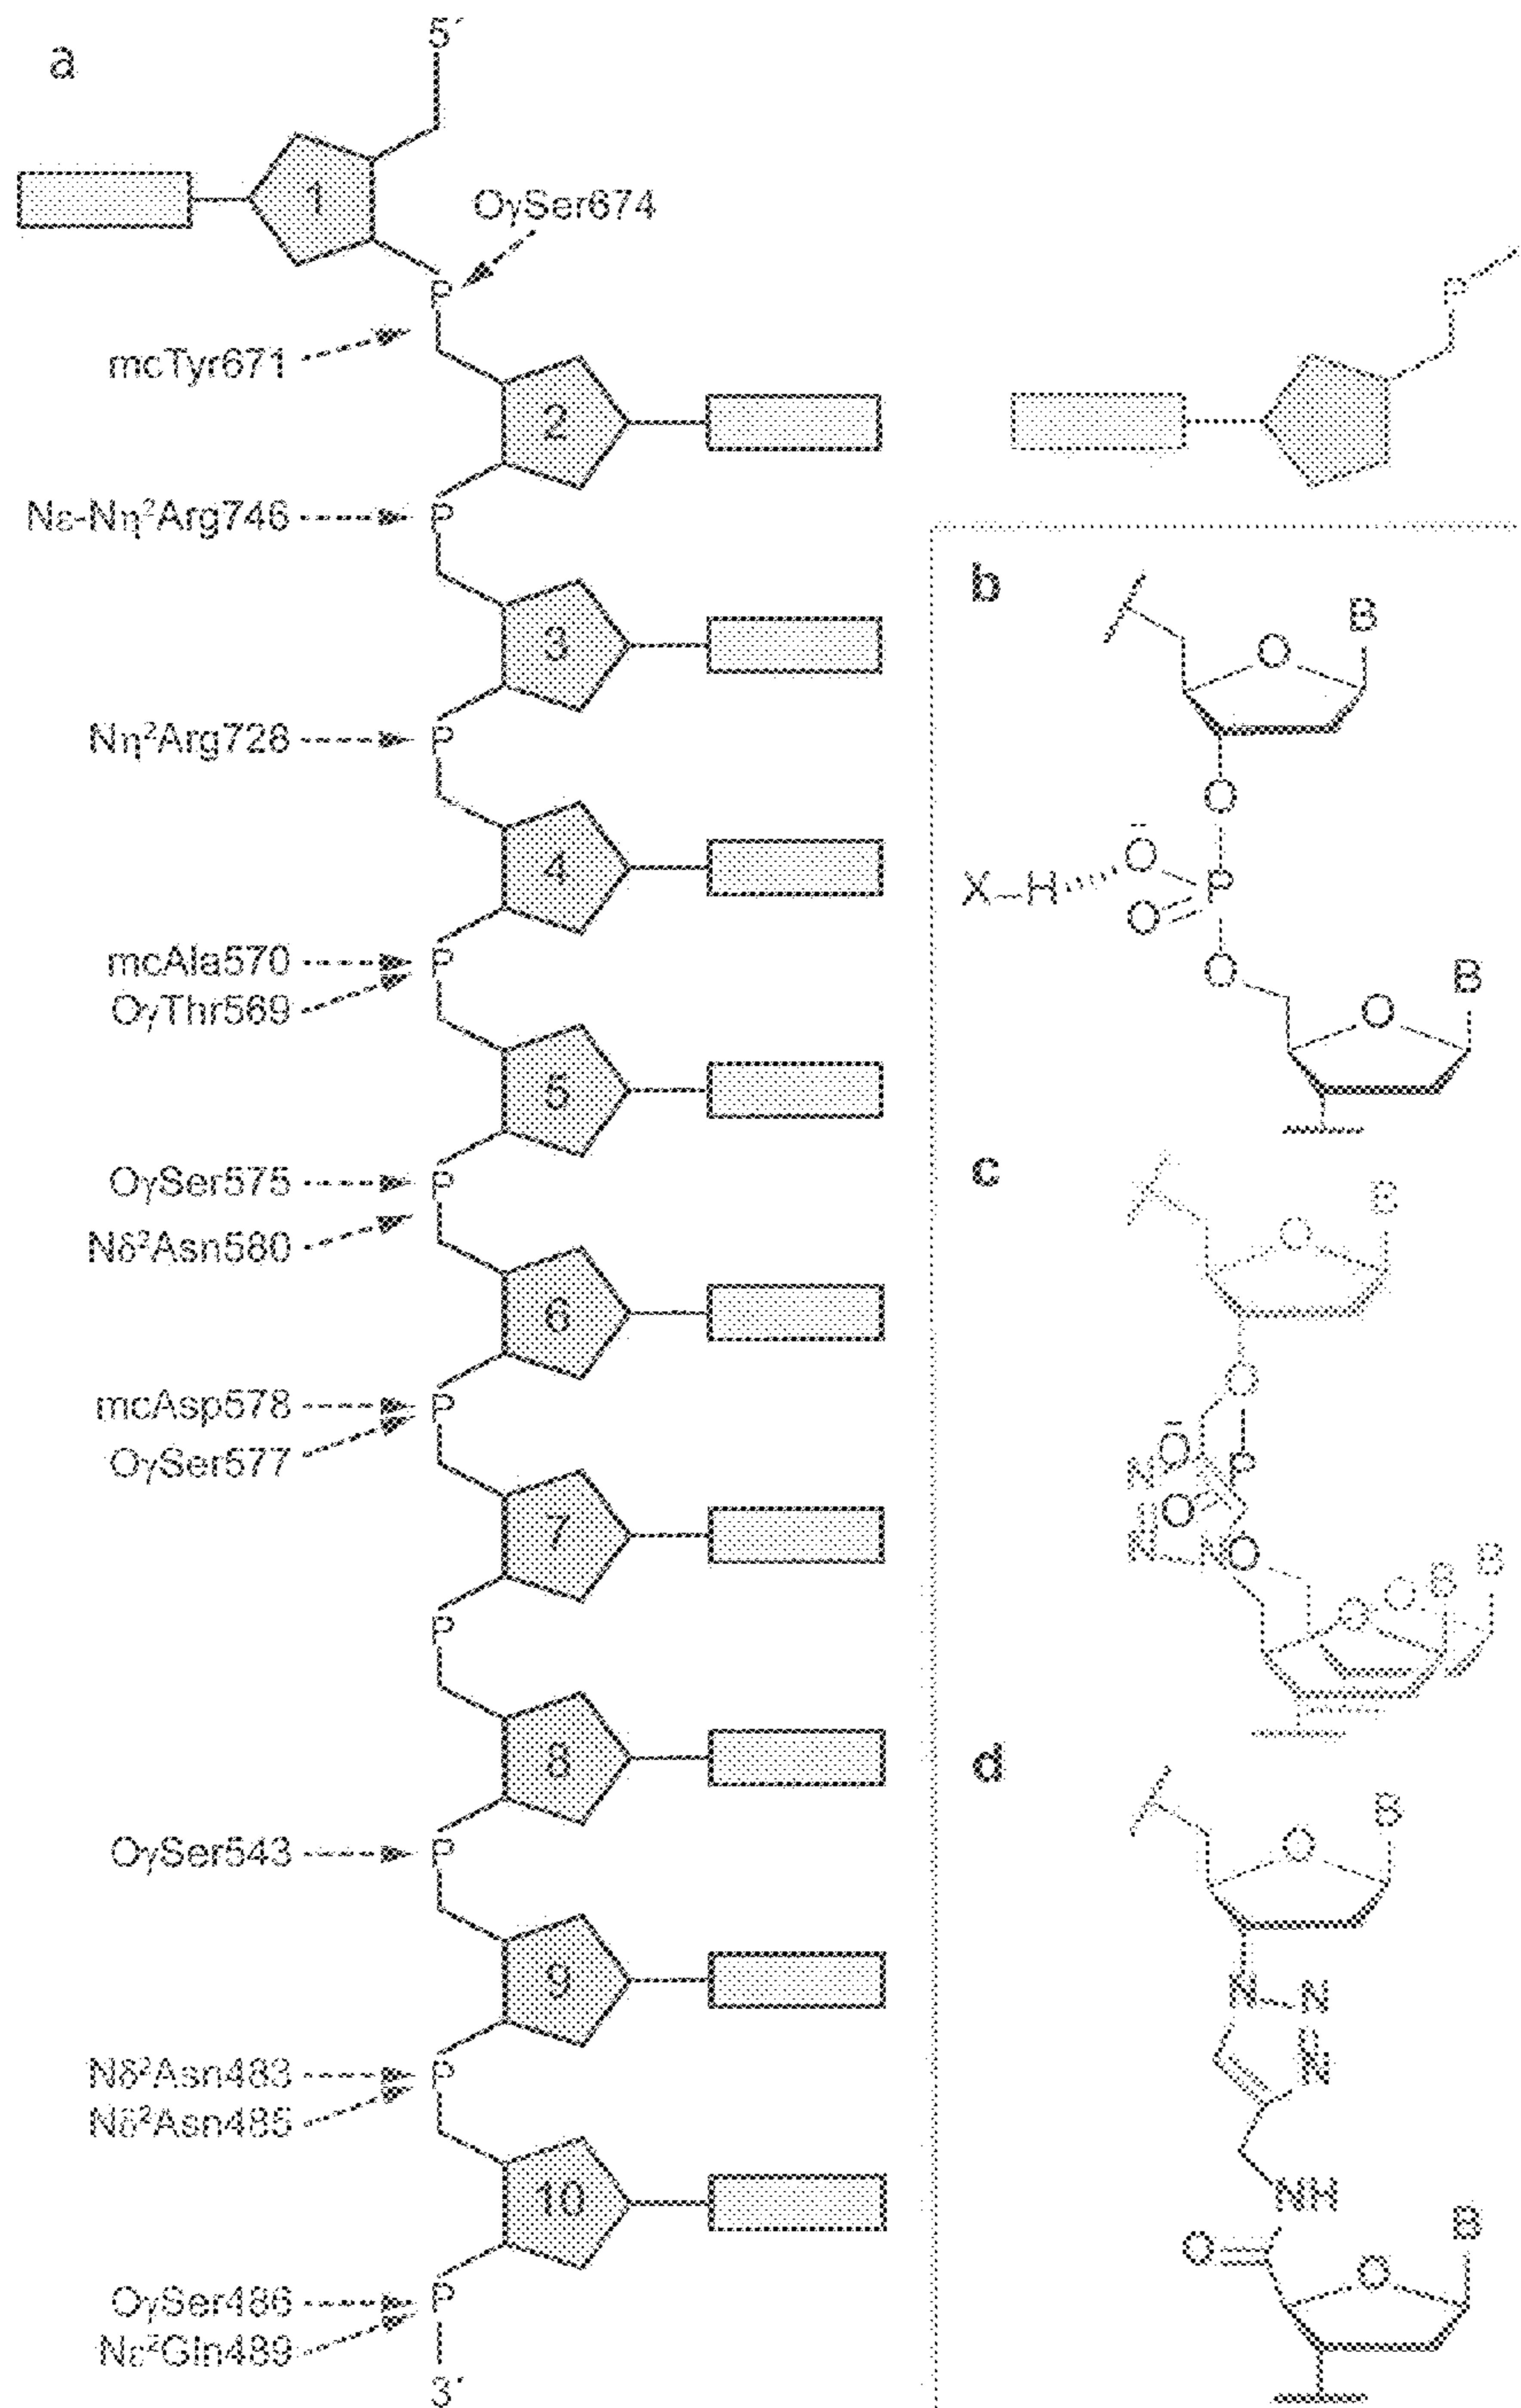 a
5´
1
OγSer674
P
P
mcTyr671
2
Nε-Nη²Arg746
P
3
Nη²Arg728
P
4
mcAla570
P
OγThr569
5
OγSer575
P
Nδ²Asn580
6
mcAsp578
P
OγSer577
7
P
8
OγSer543
P
9
Nδ²Asn483
P
Nδ²Asn485
10
OγSer486
P
Nε²Gln489
3´
b
B
O
O
O-
X-H
P
O
O
B
O
c
B
O
O
O-
N
P
O
N
N
O
B
B
O
O
d
B
O
N
N
N
NH
O
B
O